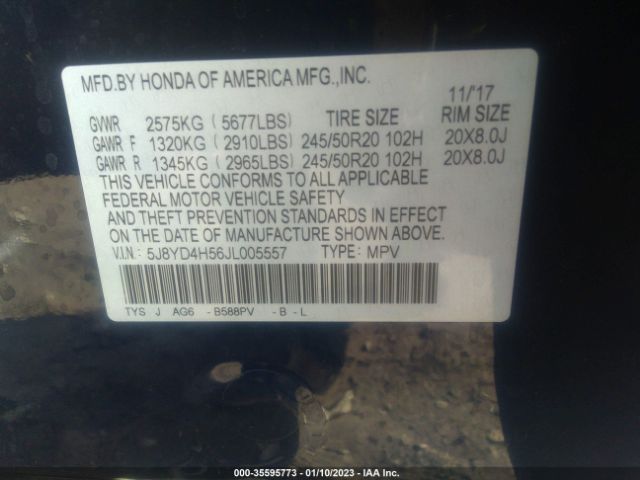 MFD.BY HONDA OF AMERICA MFG.,INC.
11/'17
GVWR 2575KG ( 5677LBS) TIRE SIZE RIM SIZE
GAWR F 1320KG ( 2910LBS) 245/50R20 102H 20X8.0J
GAWR R 1345KG ( 2965LBS) 245/50R20 102H 20X8.0J
THIS VEHICLE CONFORMS TO ALL APPLICABLE
FEDERAL MOTOR VEHICLE SAFETY
AND THEFT PREVENTION STANDARDS IN EFFECT
ON THE DATE OF MANUFACTURE SHOWN ABOVE.
V.I.N.: 5J8YD4H56JL005557 TYPE: MPV
TYS J AG6 -B588PV -B -L
000-35595773 - 01/10/2023 - IAA Inc.